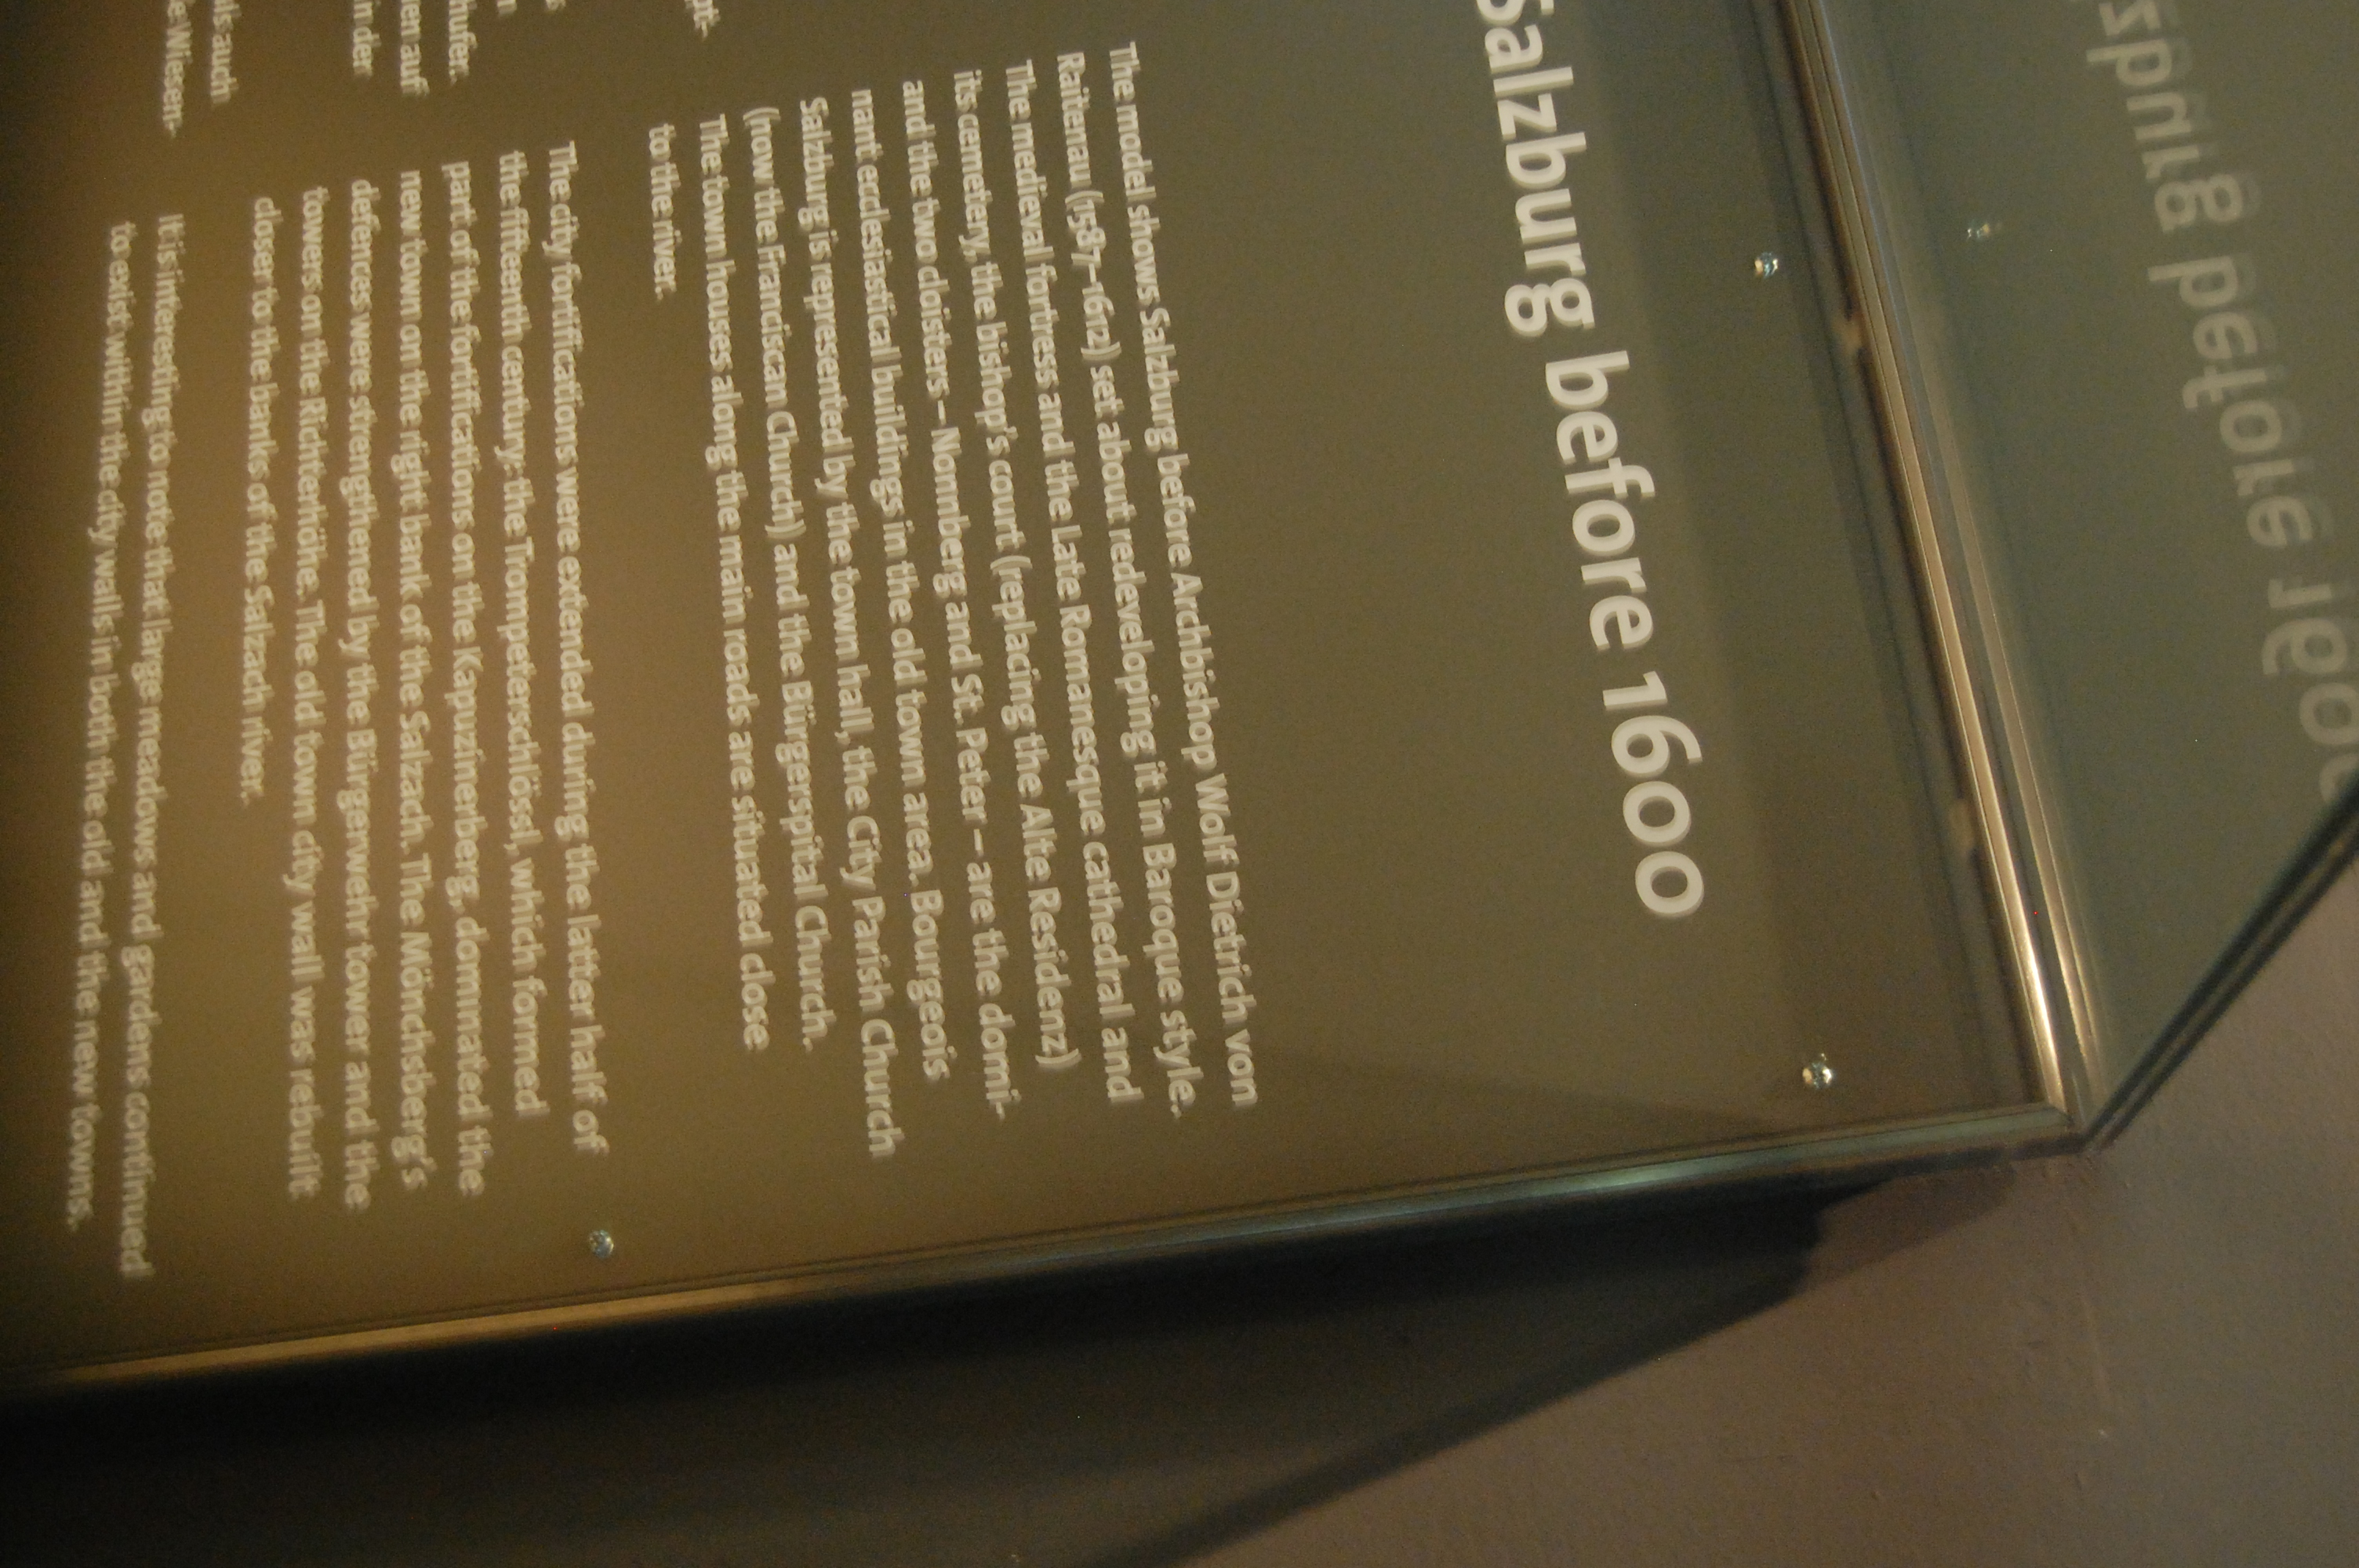 Salzburg before 1600
The model shows Salzburg before Archbishop Wolf Dietrich von
Raitenau (1587–1612) set about redeveloping it in Baroque style.
The medieval fortress and the Late Romanesque cathedral and
its cemetery, the bishop's court (replacing the Alte Residenz)
and the two cloisters – Nonnberg and St. Peter – are the domi-
nant ecclesiastical buildings in the old town area. Bourgeois
Salzburg is represented by the town hall, the City Parish Church
(now the Franciscan Church) and the Bürgerspital Church.
The town houses along the main roads are situated close
to the river.
The city fortifications were extended during the latter half of
the fifteenth century: the Trompeterschlössl, which formed
part of the fortifications on the Kapuzinerberg, dominated the
new town on the right bank of the Salzach. The Mönchsberg's
defences were strengthened by the Bürgerwehr tower and the
towers on the Richterhöhe. The old town city wall was rebuilt
closer to the banks of the Salzach river.
It is interesting to note that large meadows and gardens continued
to exist within the city walls in both the old and the new towns.